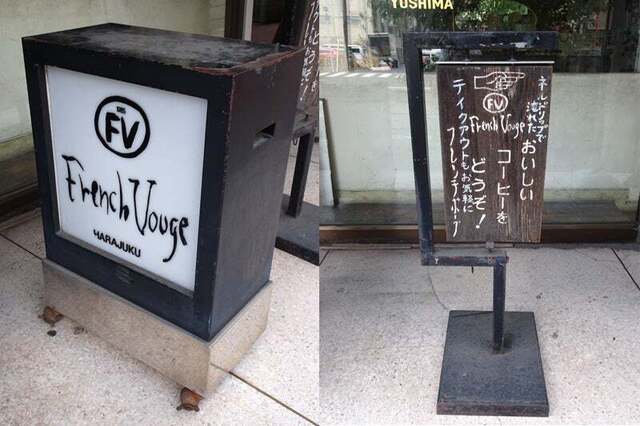 FV
French Vouge
HARAJUKU
YOSHIMA
FV
French Vouge
ネルドリップで
淹れた
おいしい
コーヒーを
どうぞ!
テイクアウトもお気軽に
フレンテボーグ